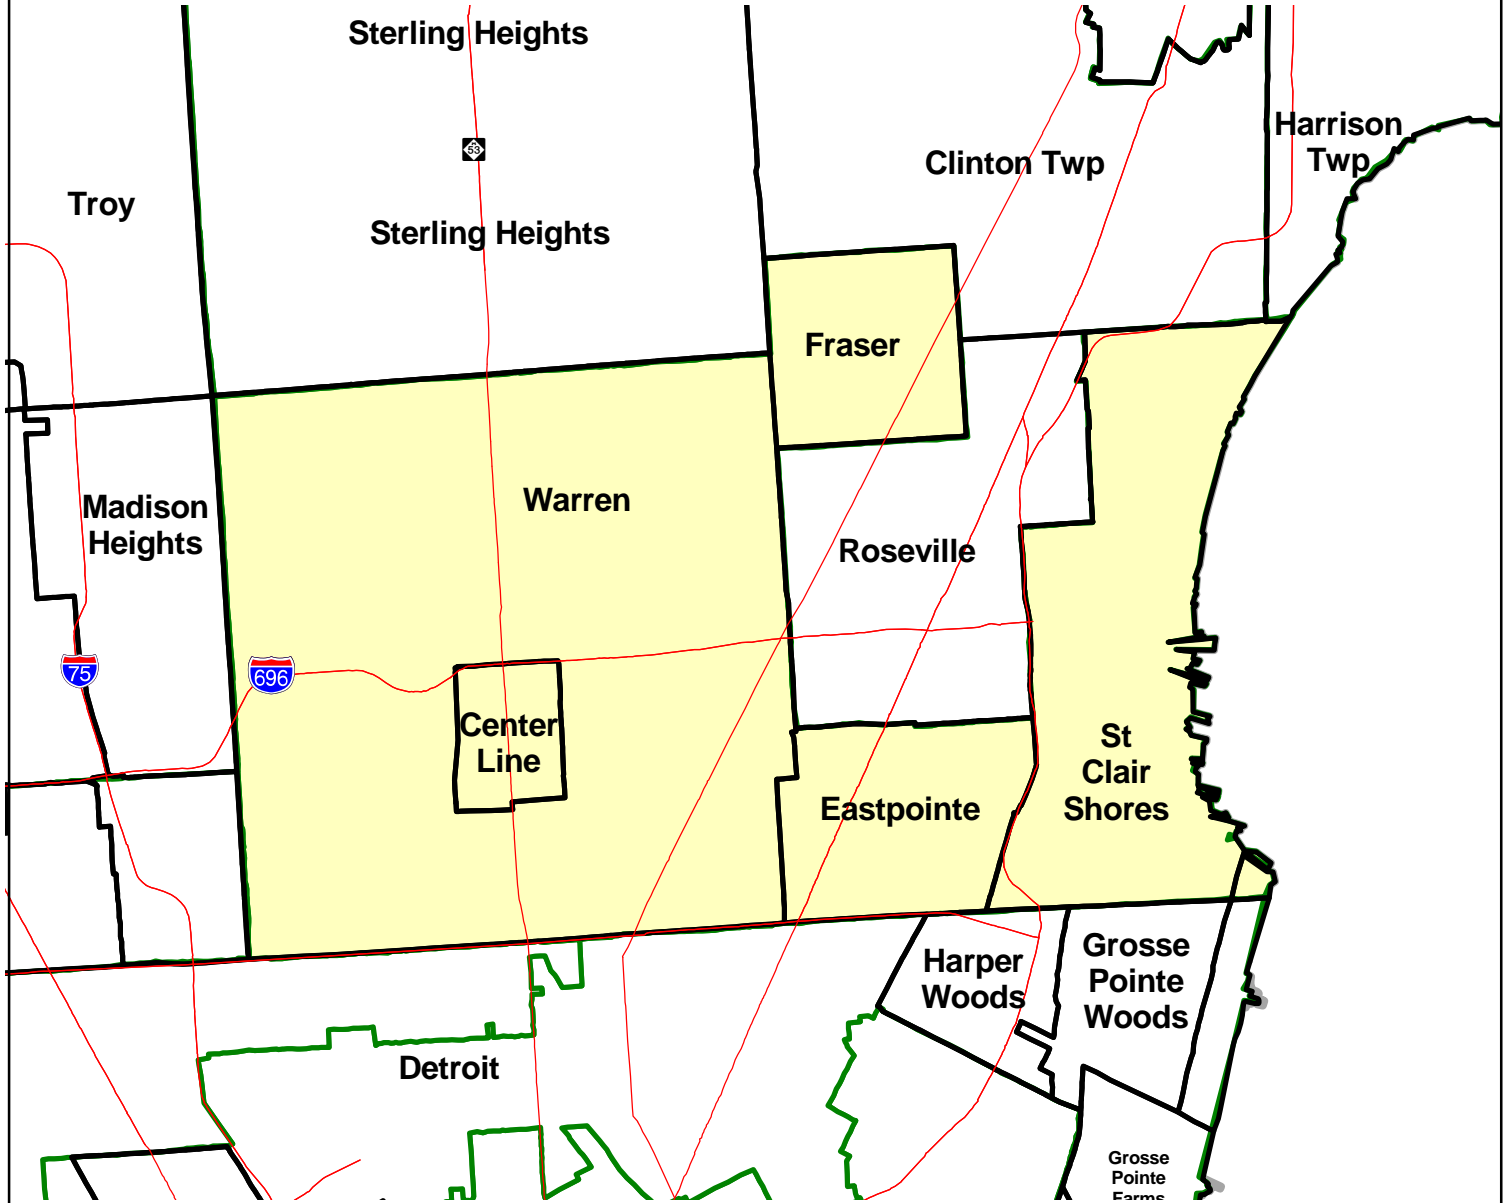 Sterling Heights
53
Harrison
Twp
Clinton Twp
Troy
Sterling Heights
Fraser
Warren
Madison
Heights
Roseville
75
696
Center
Line
St
Clair
Shores
Eastpointe
Harper
Woods
Grosse
Pointe
Woods
Detroit
Grosse
Pointe
Farms